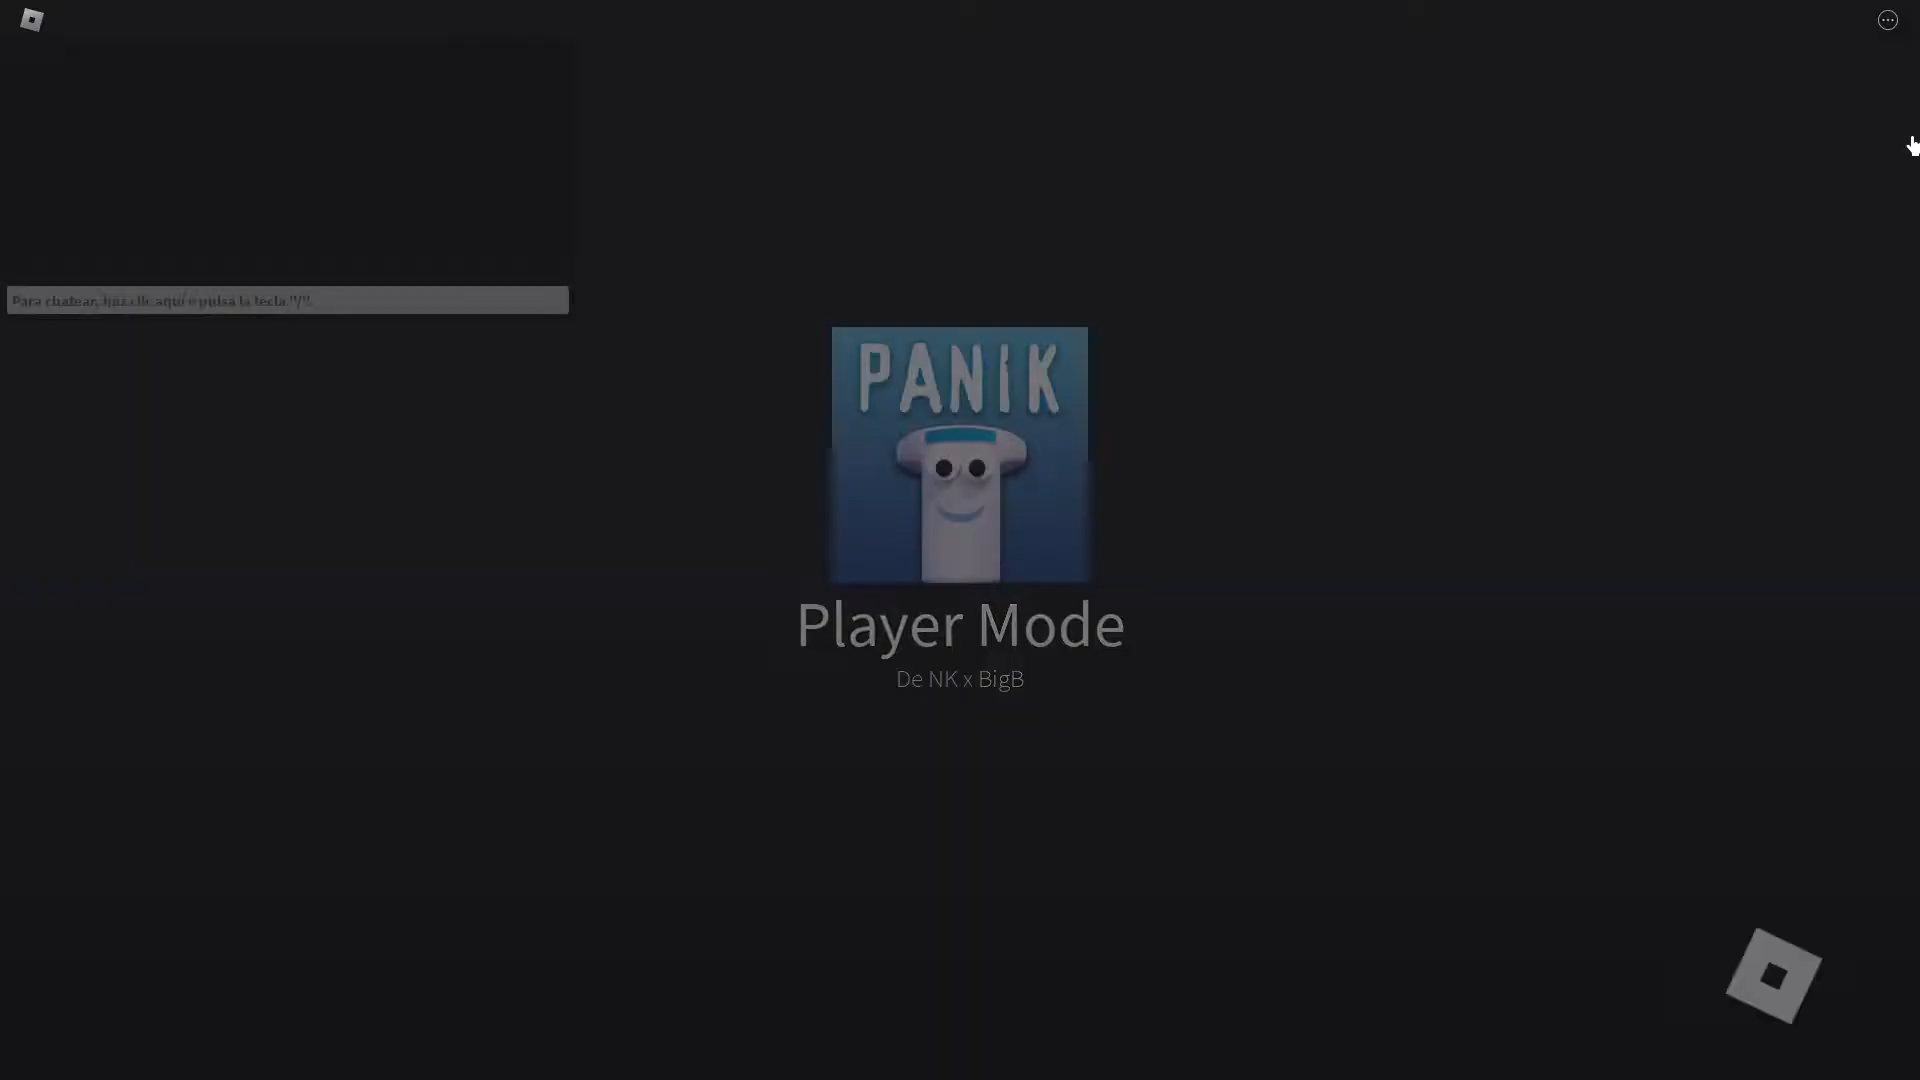 Para chatear, haz clic aquí o pulsa la tecla "/".
PANIK
Player Mode
De NK x BigB